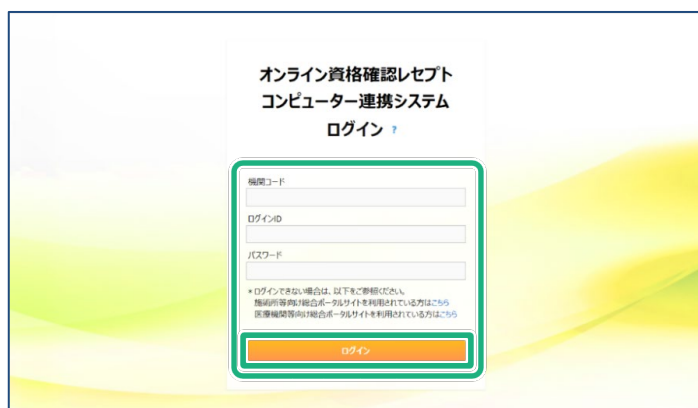 オンライン資格確認レセプト
コンピューター連携システム
ログイン ?
機関コード
ログインID
パスワード
* ログインできない場合は、以下をご参照ください。
施術所等向け総合ポータルサイトを利用されている方はこちら
医療機関等向け総合ポータルサイトを利用されている方はこちら
ログイン